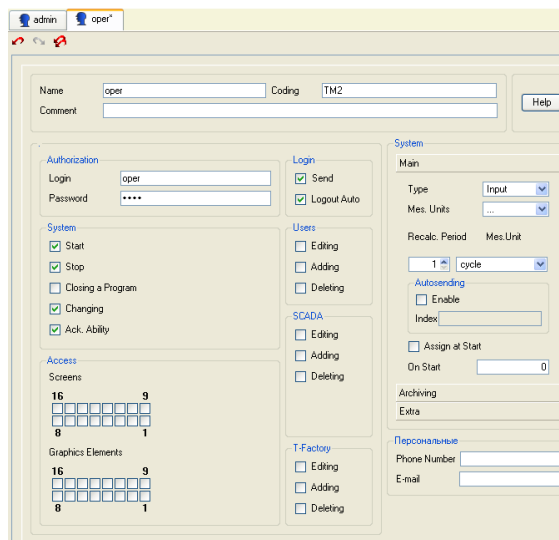 admin
oper*
Name oper Coding TM2
Comment
Help
Authorization
Login oper
Password ••••
Login
Send
Logout Auto
System
Start
Stop
Closing a Program
Changing
Ack. Ability
Users
Editing
Adding
Deleting
SCADA
Editing
Adding
Deleting
Access
Screens
16 9
8 1
Graphics Elements
16 9
8 1
T-Factory
Editing
Adding
Deleting
System
Main
Type Input
Mes. Units ...
Recalc. Period Mes.Unit
1 cycle
Autosending
Enable
Index
Assign at Start
On Start 0
Archiving
Extra
Персональные
Phone Number
E-mail